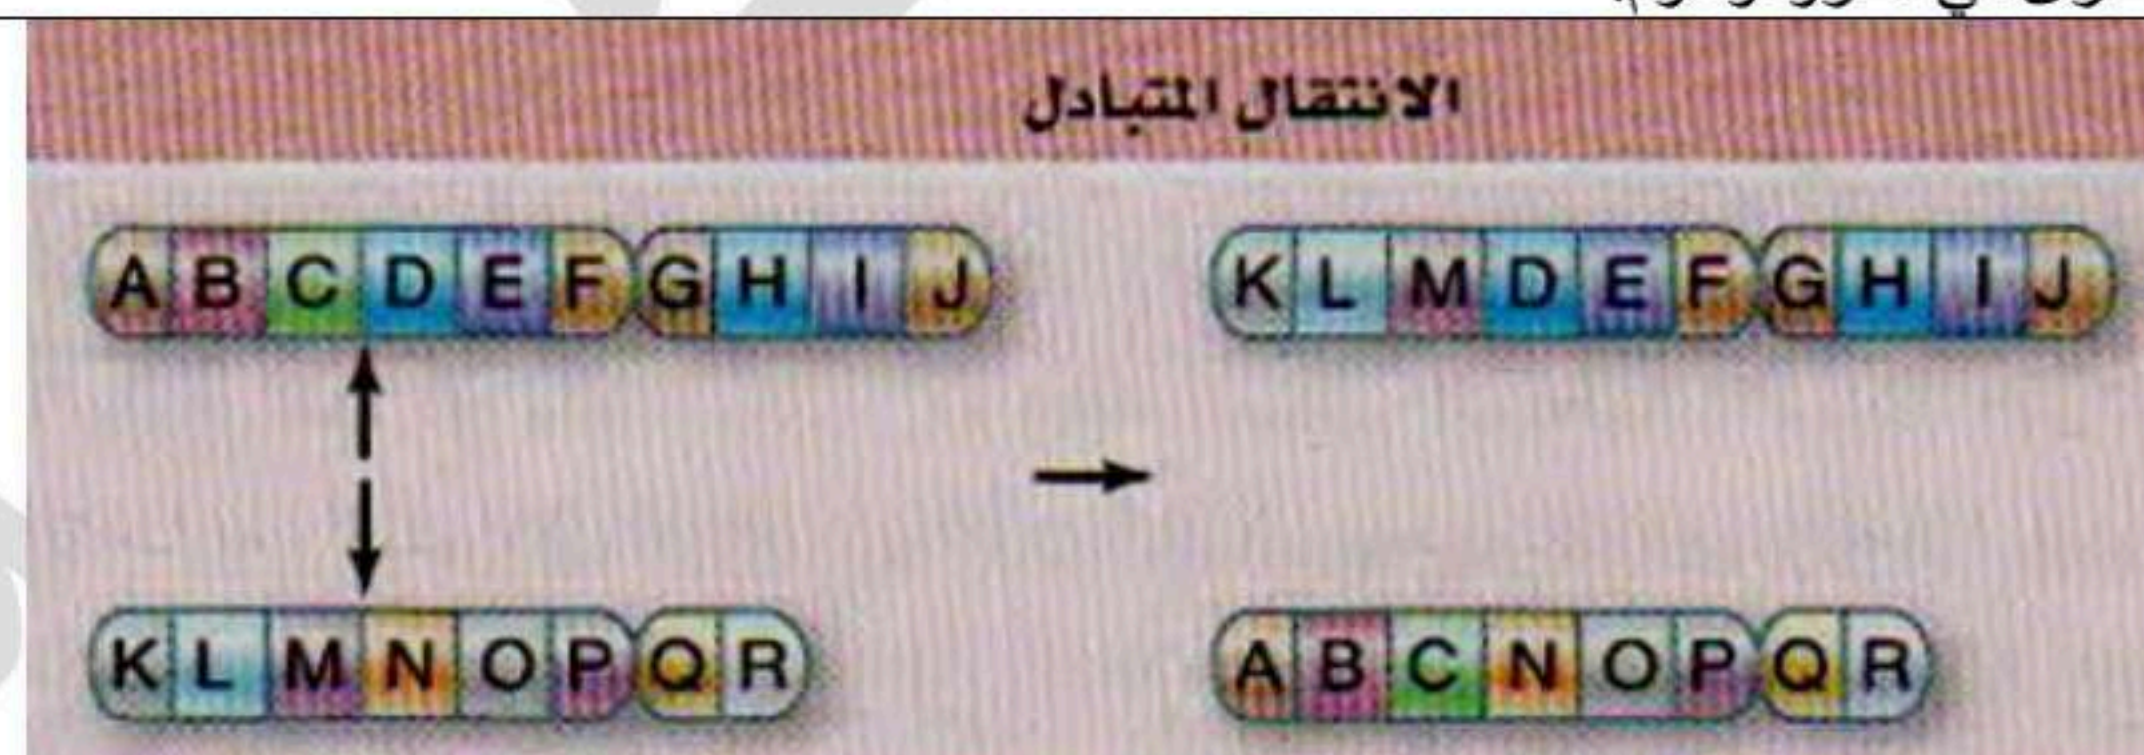 الانتقال المتبادل
A B C D E F G H I J
K L M D E F G H I J
K L M N O P Q R
A B C N O P Q R